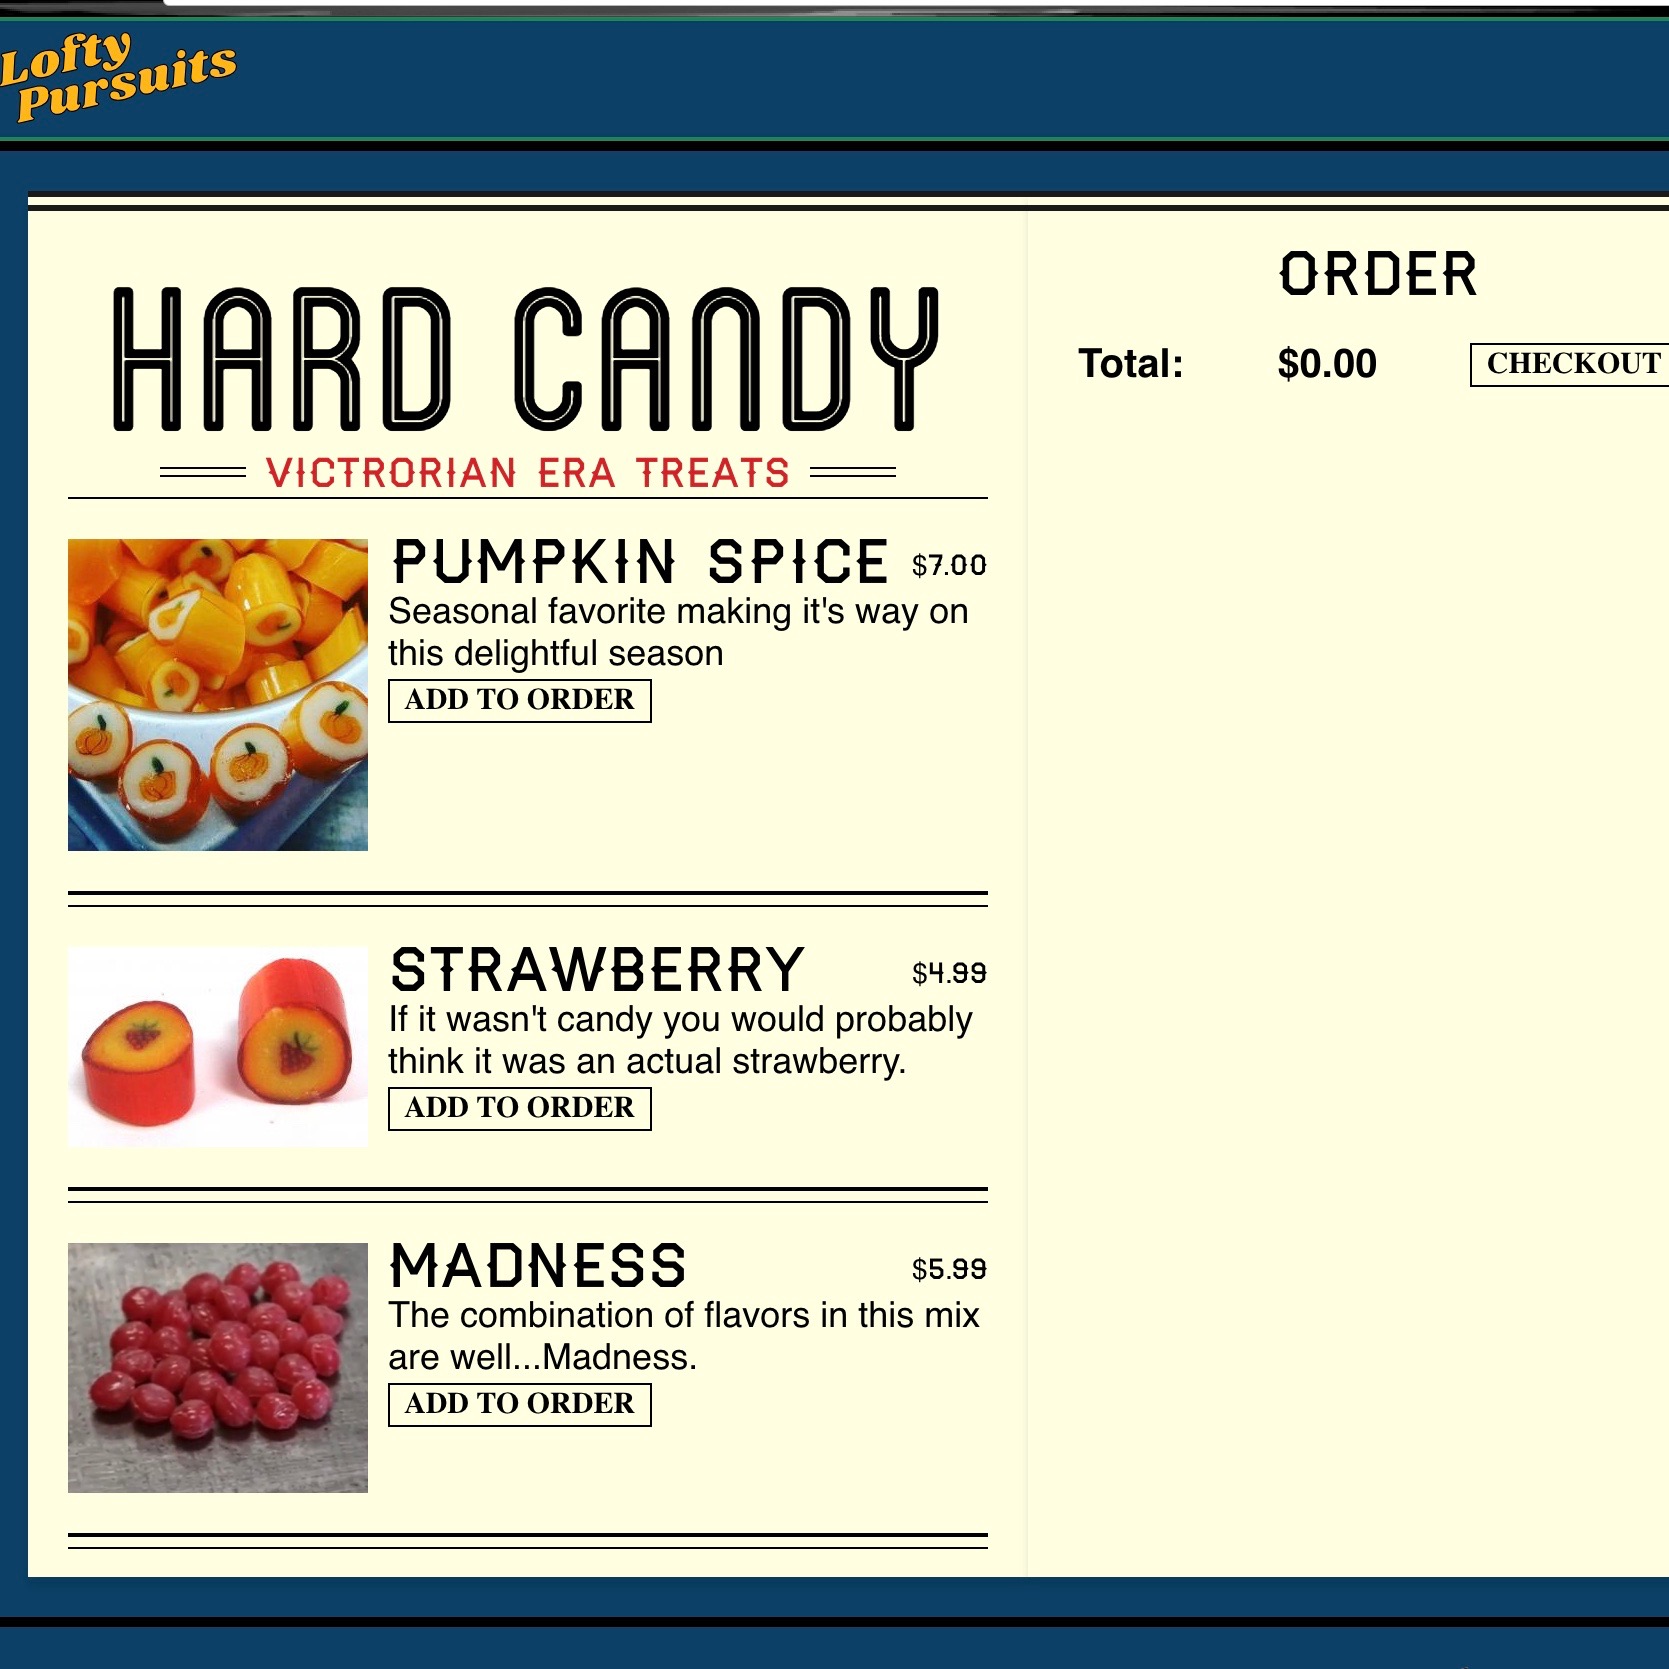 Lofty
Pursuits
HARD CANDY
VICTRORIAN ERA TREATS
PUMPKIN SPICE $7.00
Seasonal favorite making it's way on
this delightful season
ADD TO ORDER
STRAWBERRY $4.99
If it wasn't candy you would probably
think it was an actual strawberry.
ADD TO ORDER
MADNESS $5.99
The combination of flavors in this mix
are well...Madness.
ADD TO ORDER
ORDER
Total: $0.00 CHECKOUT